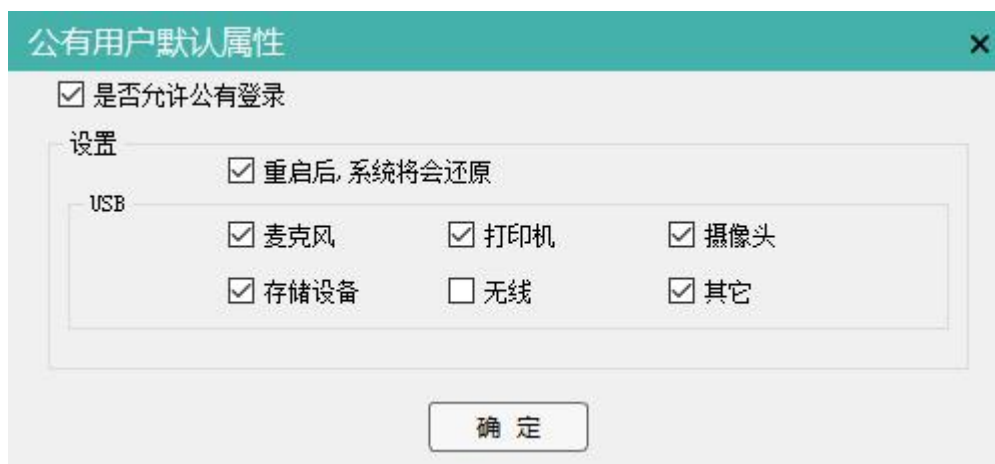 公有用户默认属性
是否允许公有登录
设置
重启后,系统将会还原
USB
麦克风 打印机 摄像头
存储设备 无线 其它
确 定